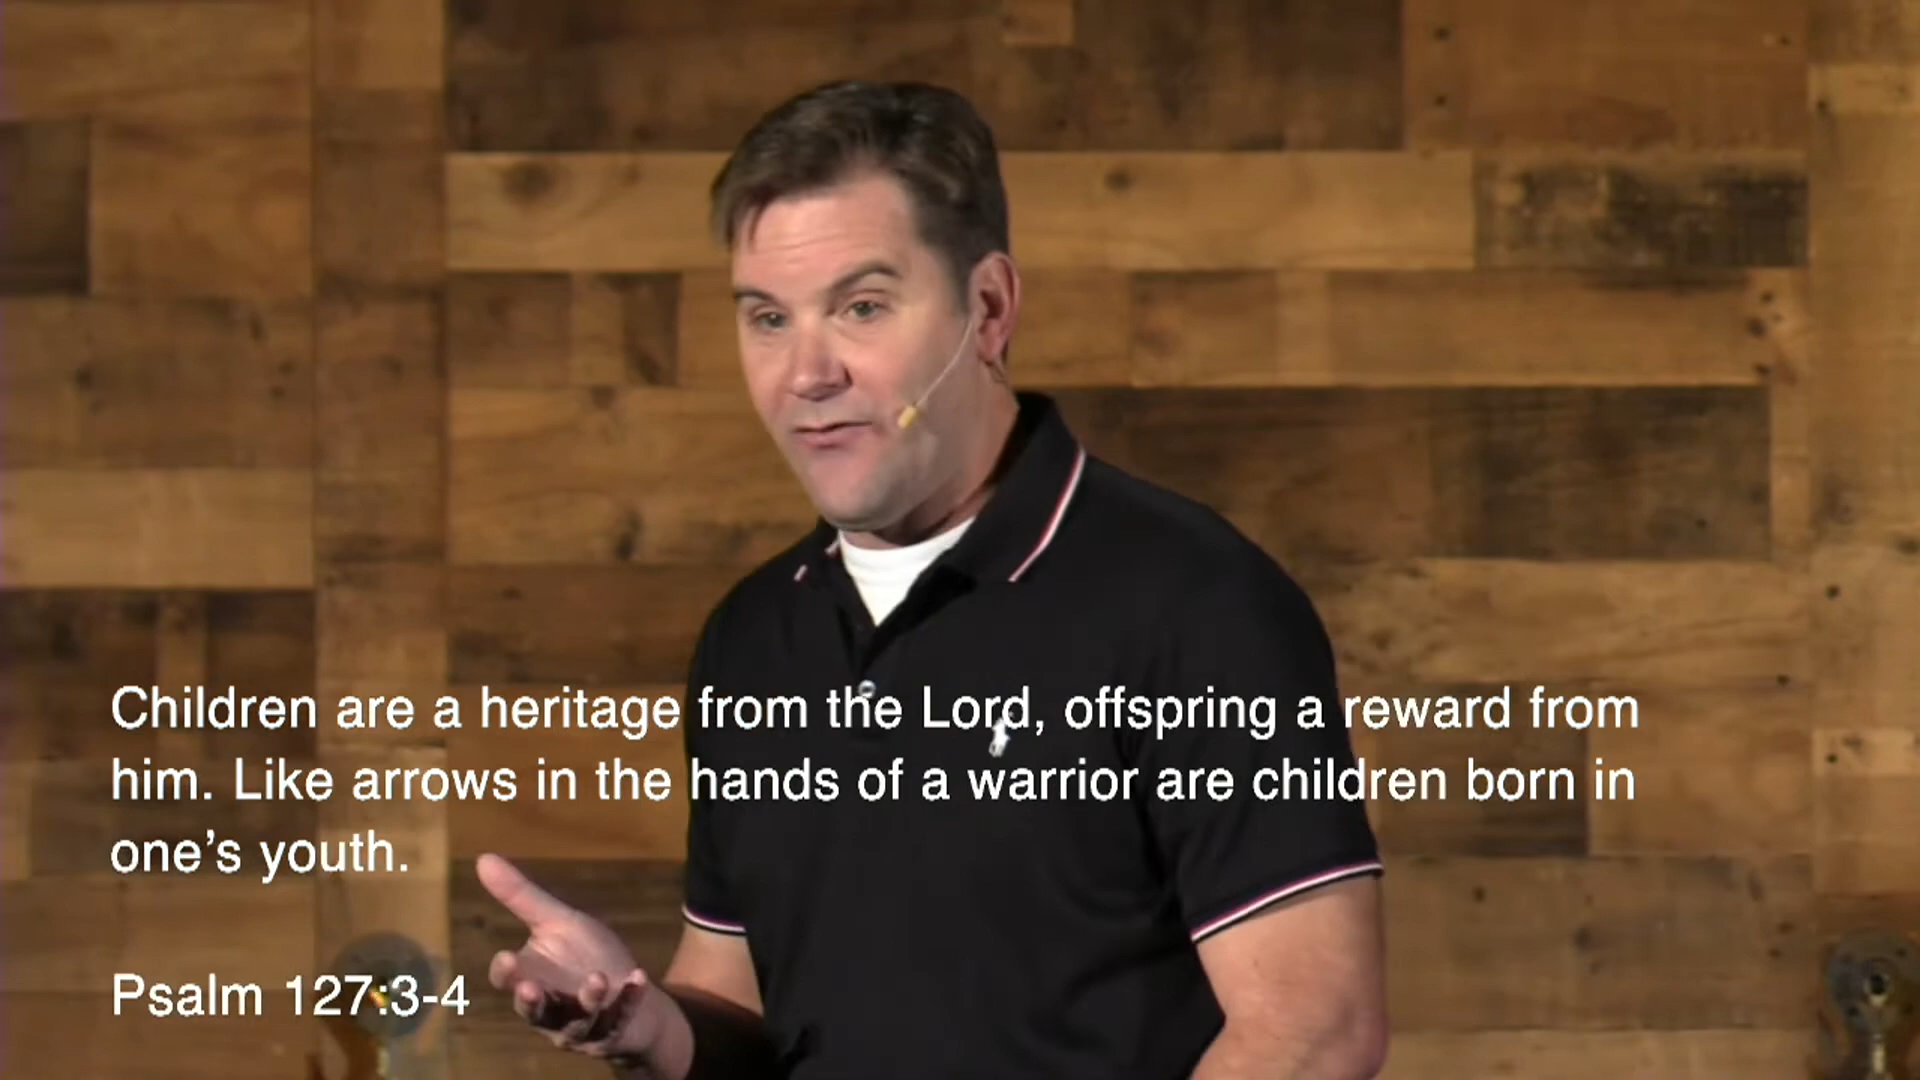 Children are a heritage from the Lord, offspring a reward from
him. Like arrows in the hands of a warrior are children born in
one’s youth.
Psalm 127:3-4